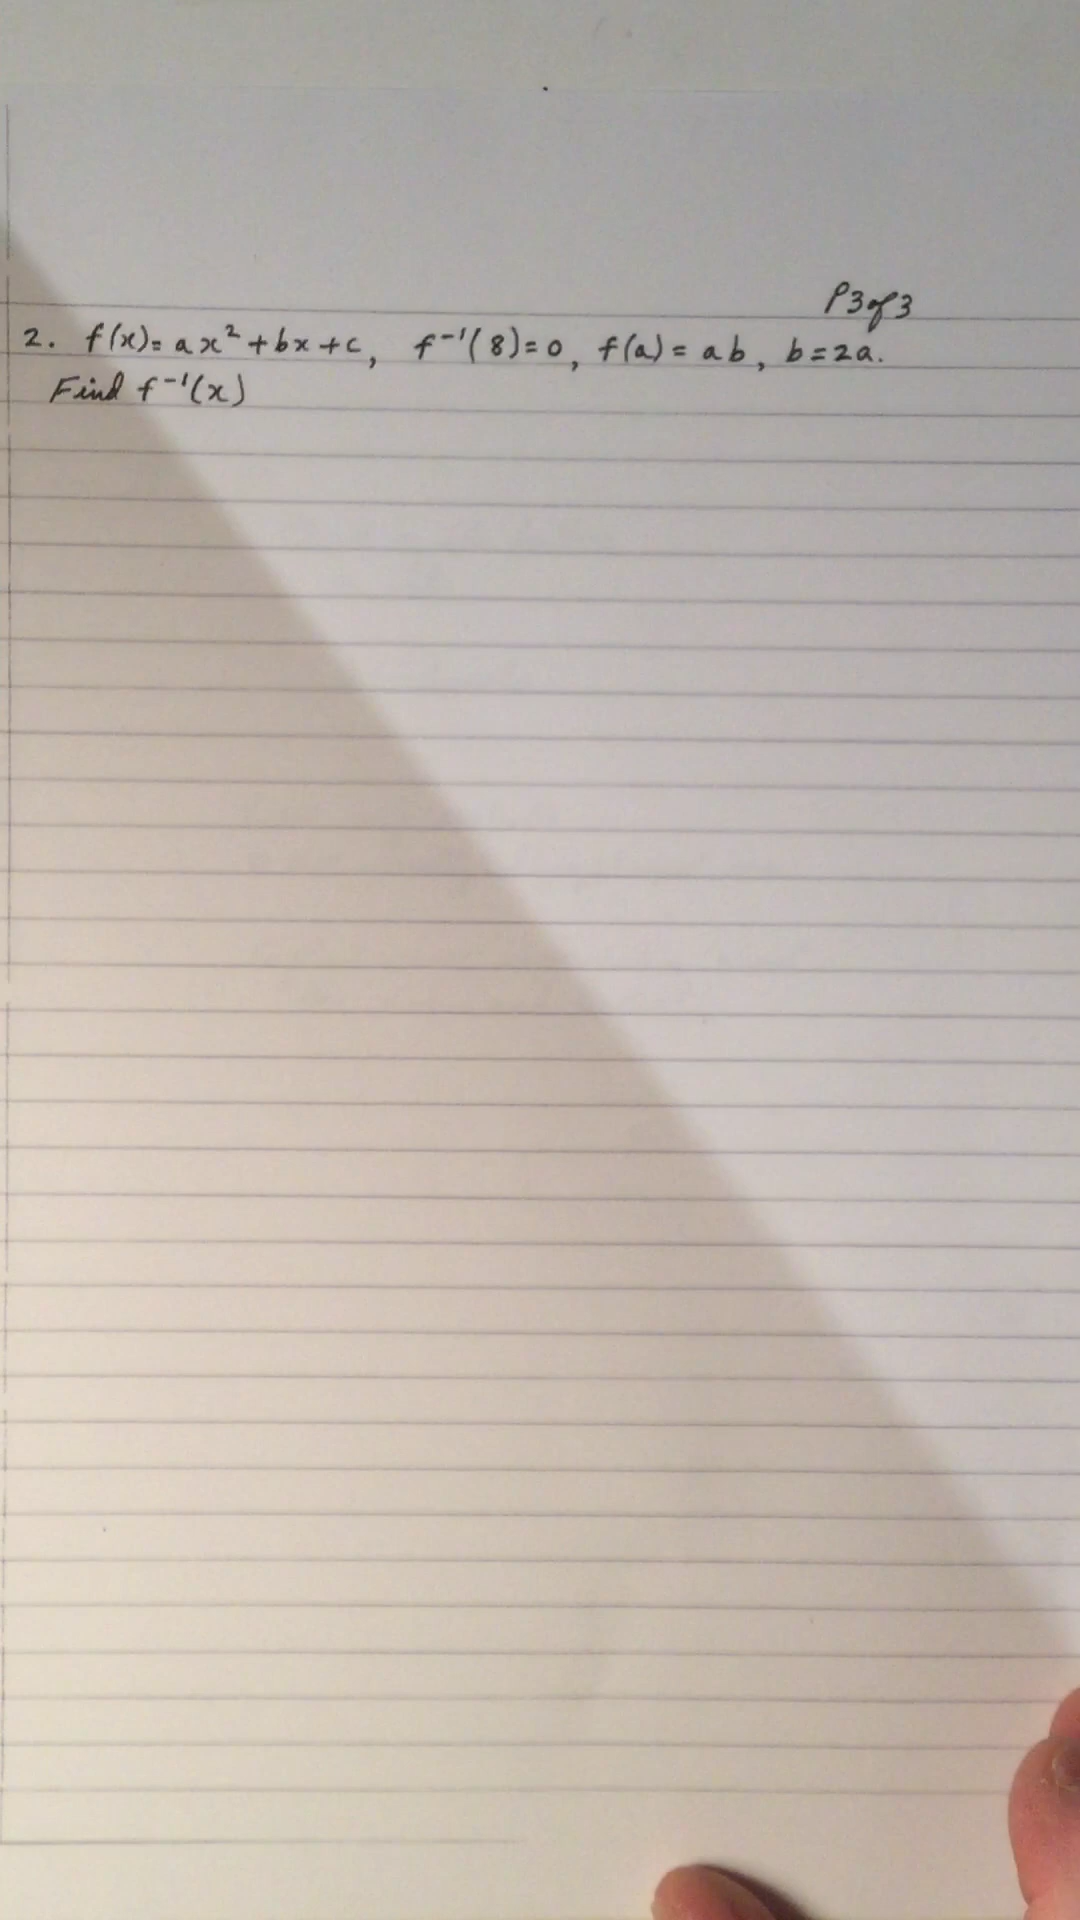 P3of3
2. f(x)= ax²+bx+c, f⁻¹(8)=0, f(a)= ab, b=2a.
Find f⁻¹(x)